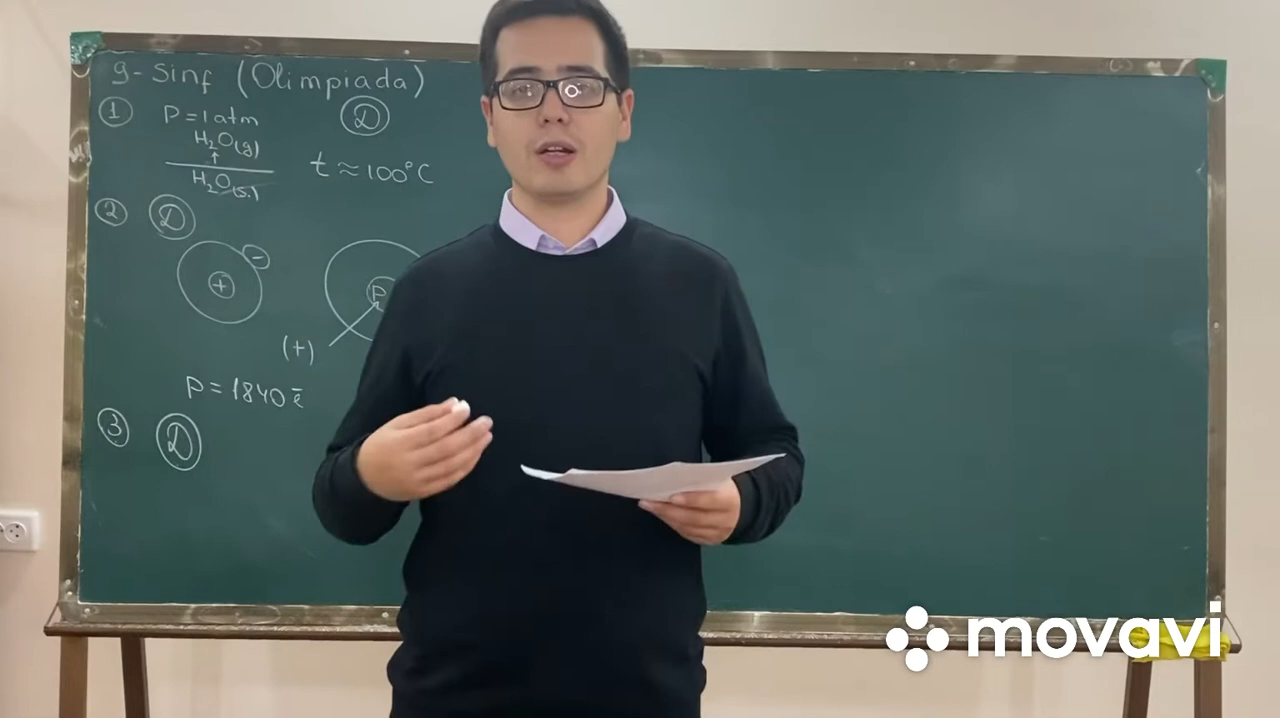 9-Sinf (Olimpiada)
① P=1atm Ⓓ
H₂O(g)
↑
H₂O(s.)
t≈100°C
② Ⓓ
+
-
P
(+)
P=1840ē
③ Ⓓ
movavi